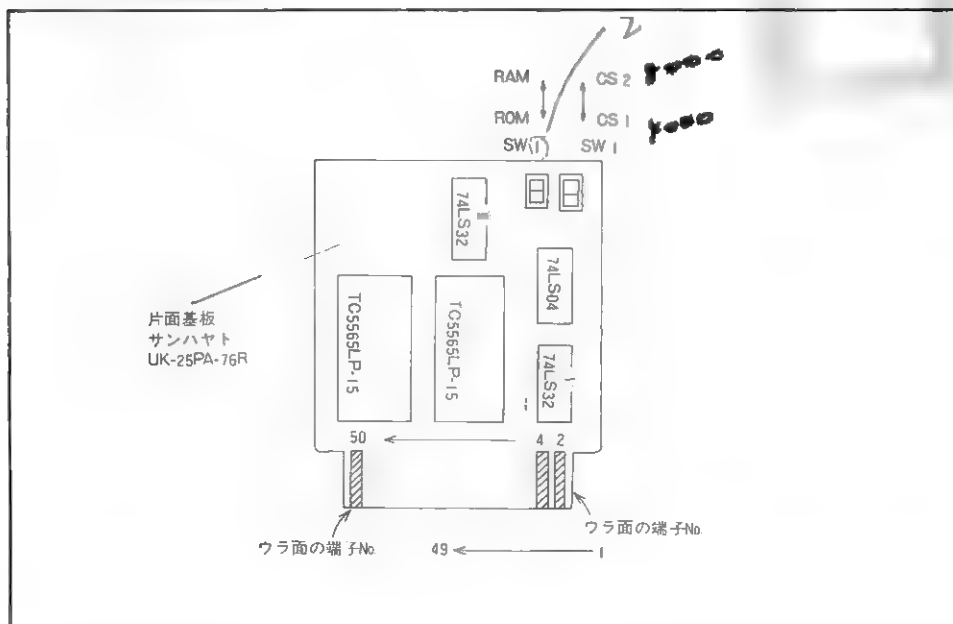 2
RAM CS 2
ROM CS 1
SW 1 SW 1
74LS32
74LS04
TC5565LP-15
TC5565LP-15
74LS32
片面基板
サンハヤト
UK-25PA-76R
50 4 2
ウラ面の端子No.
ウラ面の端子No.
49 1